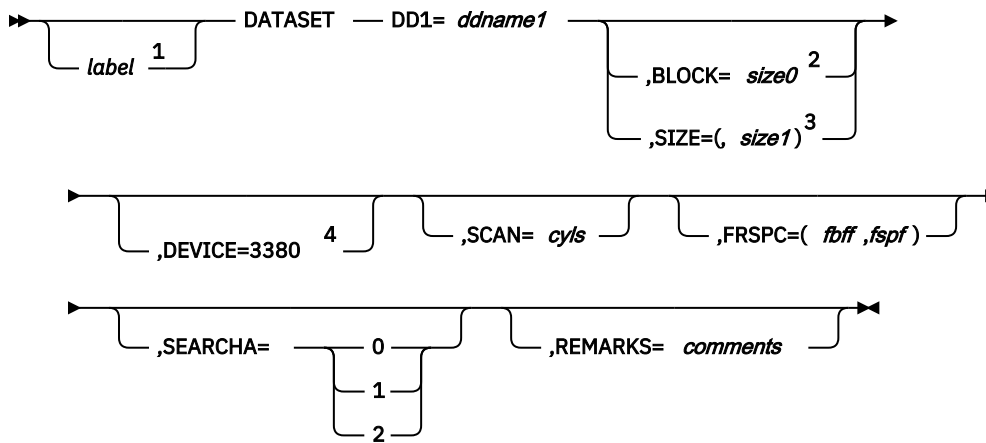 DATASET DD1= ddname1
label 1
,BLOCK= size0 2
,SIZE=(, size1) 3
,DEVICE=3380 4
,SCAN= cyls
,FRSPC=( fbff ,fspf )
,SEARCHA= 0
1
2
,REMARKS= comments